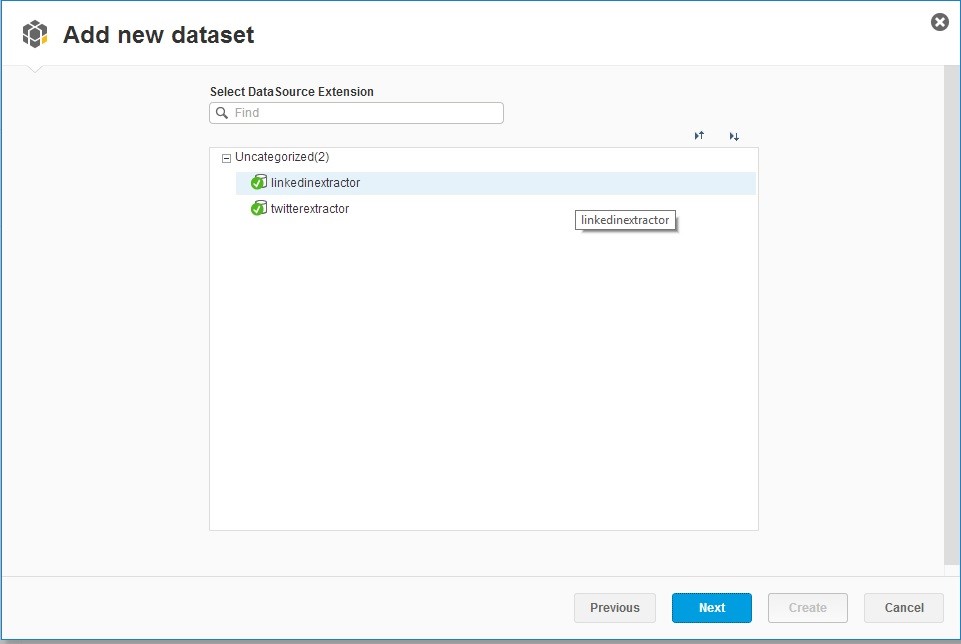 Add new dataset
Select DataSource Extension
Find
Uncategorized(2)
linkedinextractor
twitterextractor
linkedinextractor
Previous
Next
Create
Cancel